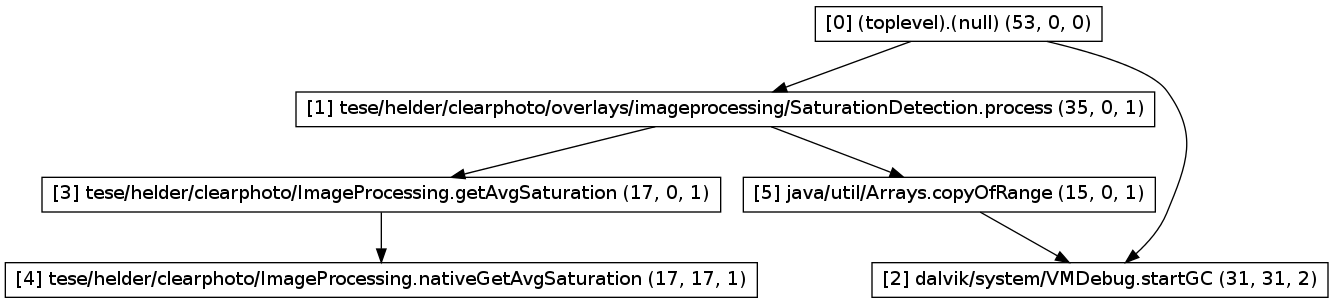 [0] (toplevel).(null) (53, 0, 0)
[1] tese/helder/clearphoto/overlays/imageprocessing/SaturationDetection.process (35, 0, 1)
[3] tese/helder/clearphoto/ImageProcessing.getAvgSaturation (17, 0, 1)
[5] java/util/Arrays.copyOfRange (15, 0, 1)
[4] tese/helder/clearphoto/ImageProcessing.nativeGetAvgSaturation (17, 17, 1)
[2] dalvik/system/VMDebug.startGC (31, 31, 2)